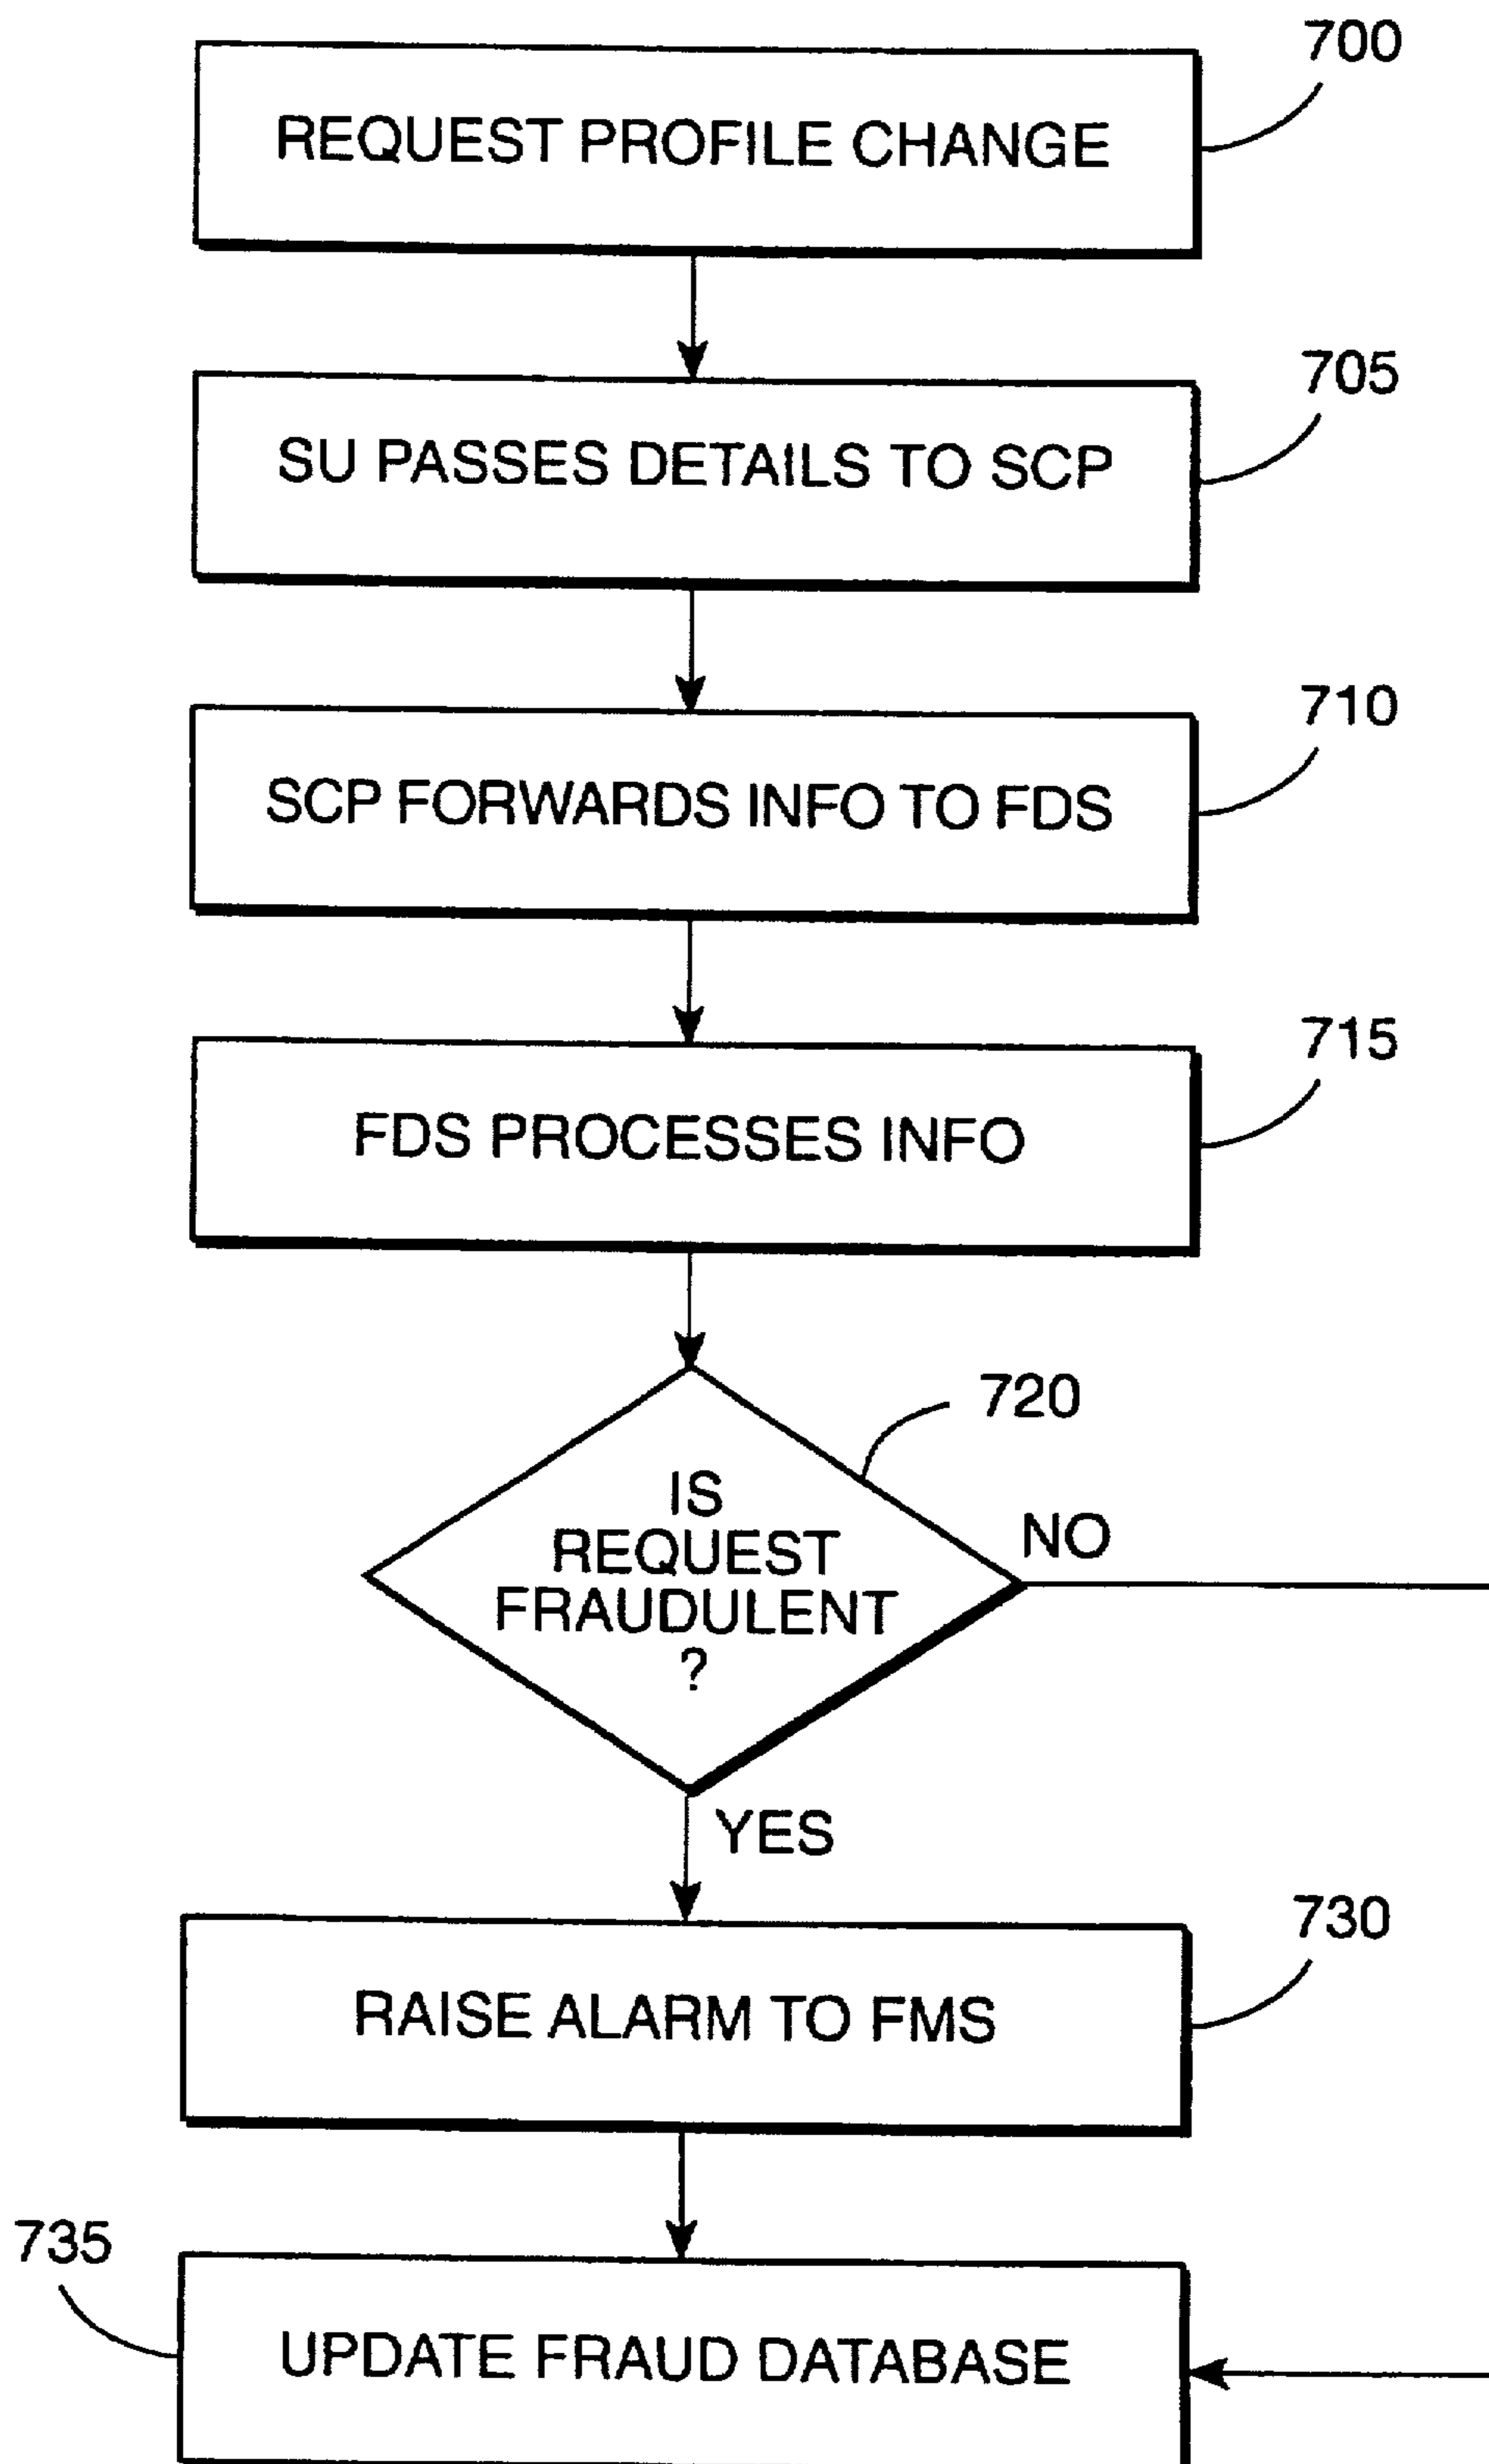 700
REQUEST PROFILE CHANGE
705
SU PASSES DETAILS TO SCP
710
SCP FORWARDS INFO TO FDS
715
FDS PROCESSES INFO
720
IS
REQUEST
FRAUDULENT
?
NO
YES
730
RAISE ALARM TO FMS
735
UPDATE FRAUD DATABASE